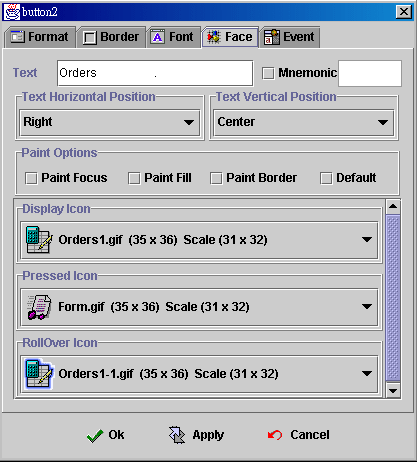 button2
Format Border Font Face Event
Text Orders . Mnemonic
Text Horizontal Position Text Vertical Position
Right Center
Paint Options
Paint Focus Paint Fill Paint Border Default
Display Icon
Orders1.gif (35 x 36) Scale (31 x 32)
Pressed Icon
Form.gif (35 x 36) Scale (31 x 32)
RollOver Icon
Orders1-1.gif (35 x 36) Scale (31 x 32)
Ok Apply Cancel